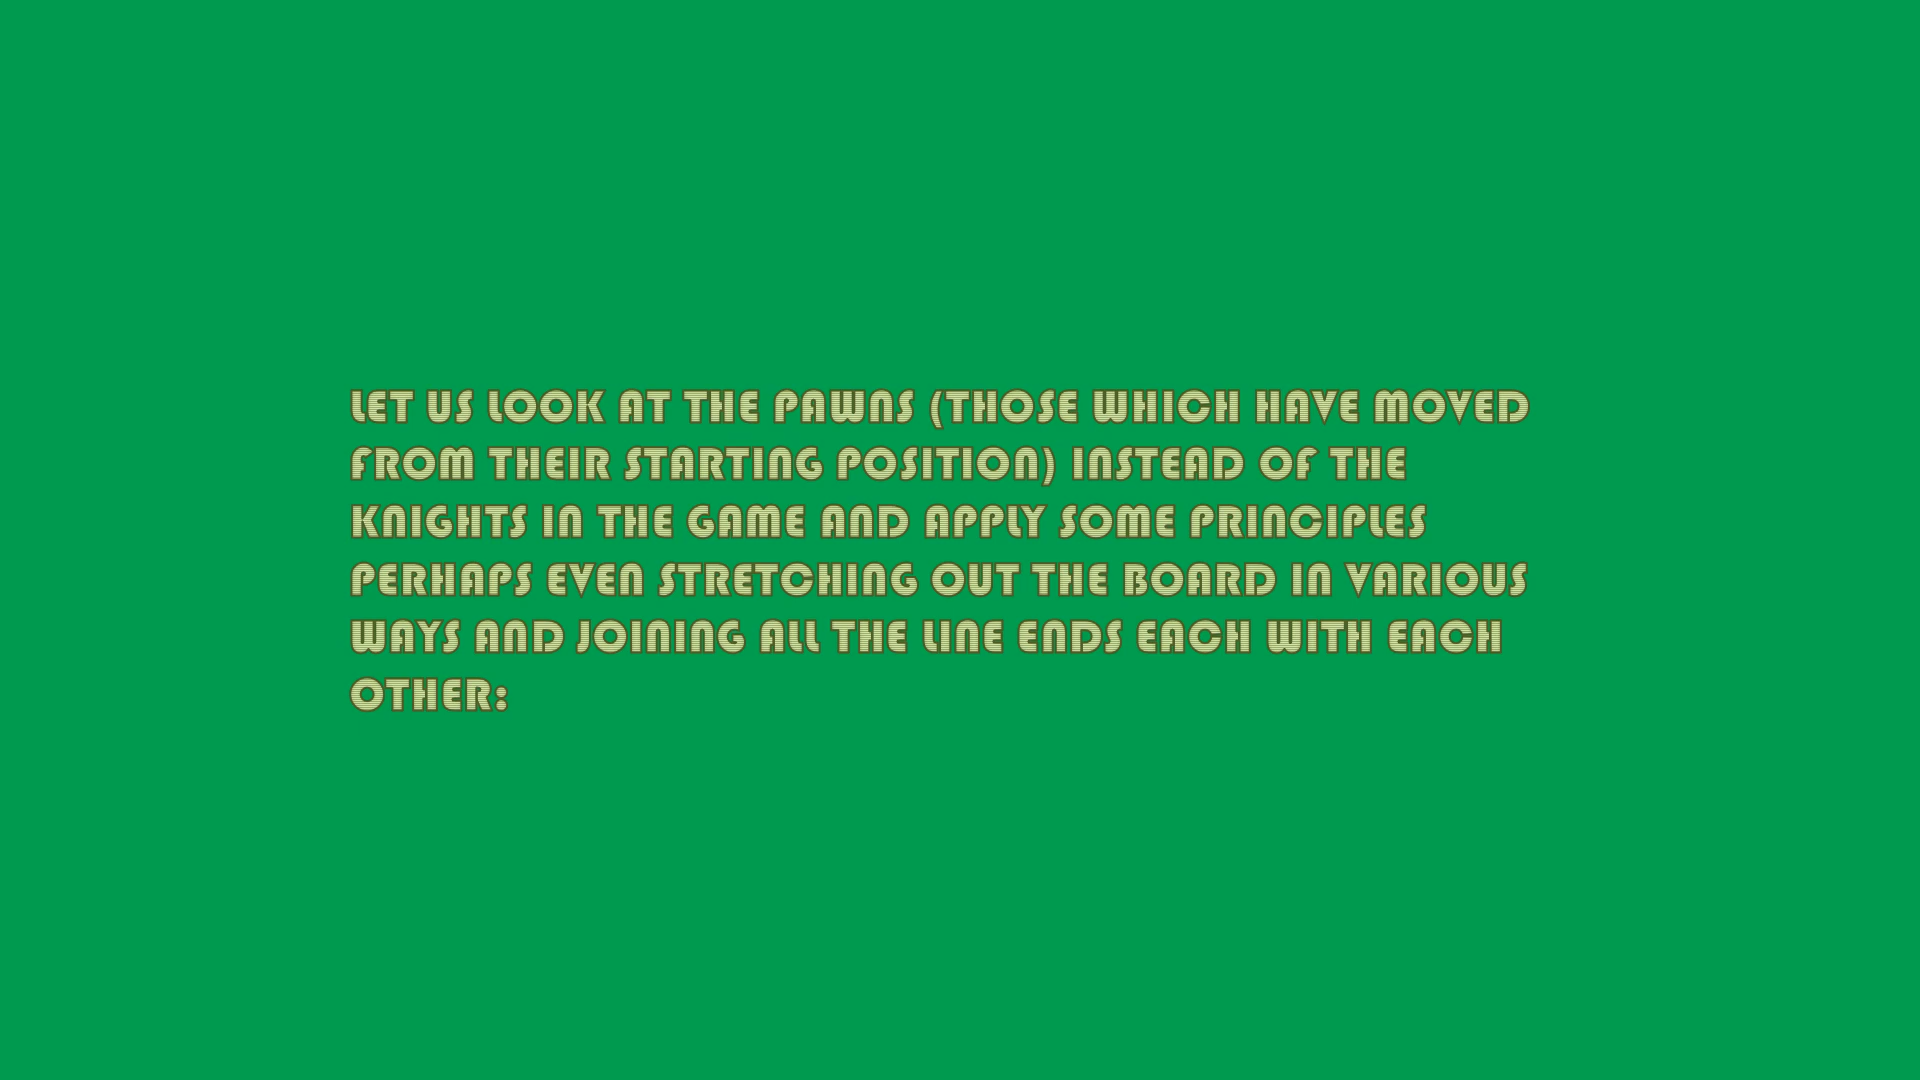 LET US LOOK AT THE PAWNS (THOSE WHICH HAVE MOVED
FROM THEIR STARTING POSITION) INSTEAD OF THE
KNIGHTS IN THE GAME AND APPLY SOME PRINCIPLES
PERHAPS EVEN STRETCHING OUT THE BOARD IN VARIOUS
WAYS AND JOINING ALL THE LINE ENDS EACH WITH EACH
OTHER: